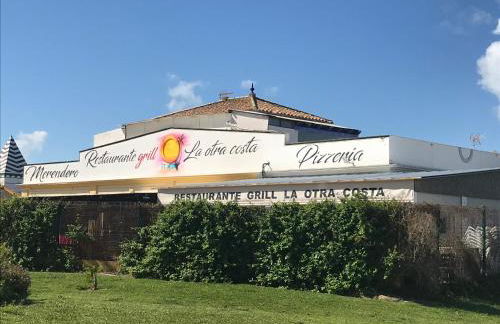 Merendero Restaurante grill La otra costa Pizzeria
RESTAURANTE GRILL LA OTRA COSTA